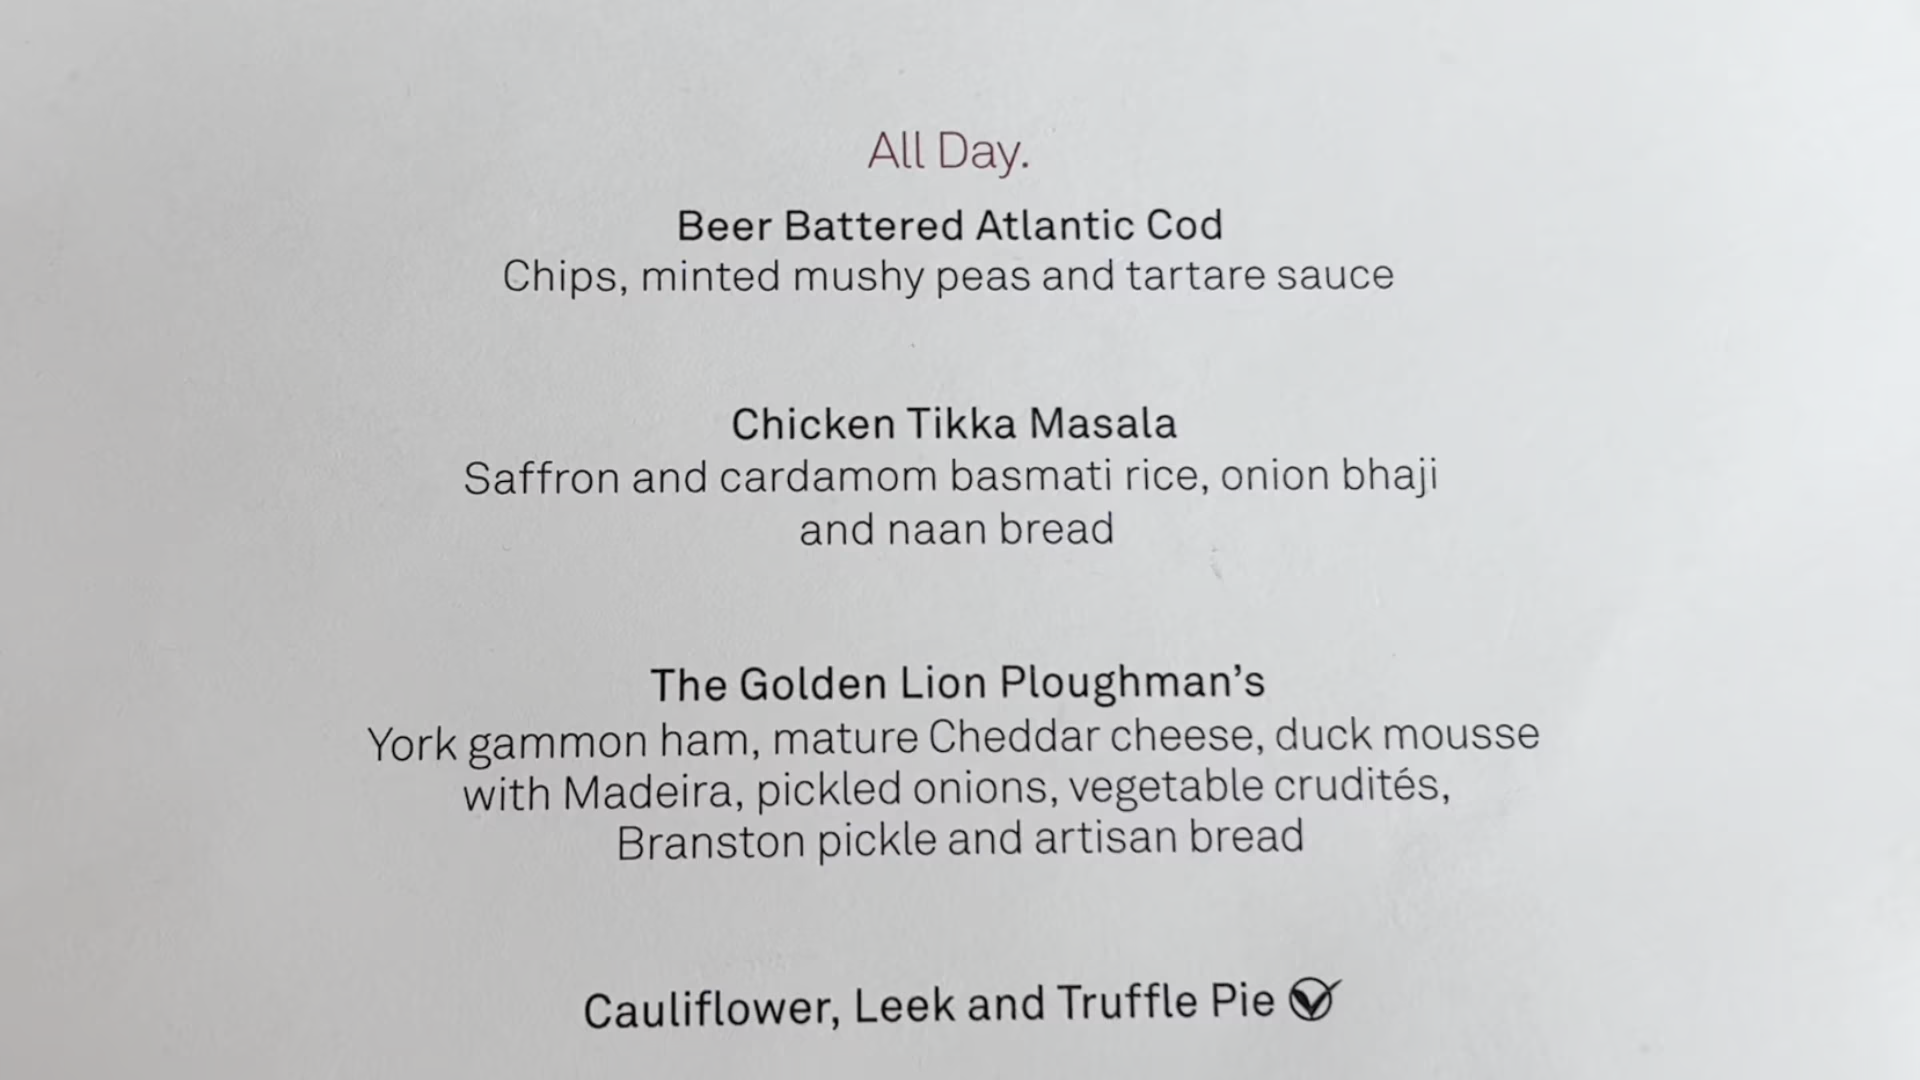 All Day.
Beer Battered Atlantic Cod
Chips, minted mushy peas and tartare sauce
Chicken Tikka Masala
Saffron and cardamom basmati rice, onion bhaji
and naan bread
The Golden Lion Ploughman’s
York gammon ham, mature Cheddar cheese, duck mousse
with Madeira, pickled onions, vegetable crudités,
Branston pickle and artisan bread
Cauliflower, Leek and Truffle Pie